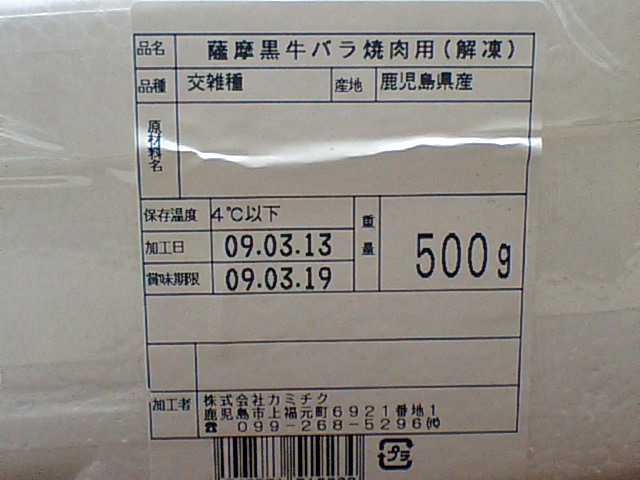 品名 薩摩黒牛バラ焼肉用(解凍)
品種 交雑種 産地 鹿児島県産
原材料名
保存温度 4℃以下
重量 500g
加工日 09.03.13
賞味期限 09.03.19
加工者 株式会社カミチク
鹿児島市上福元町6921番地1
☎ 099-268-5296㈹
プラ